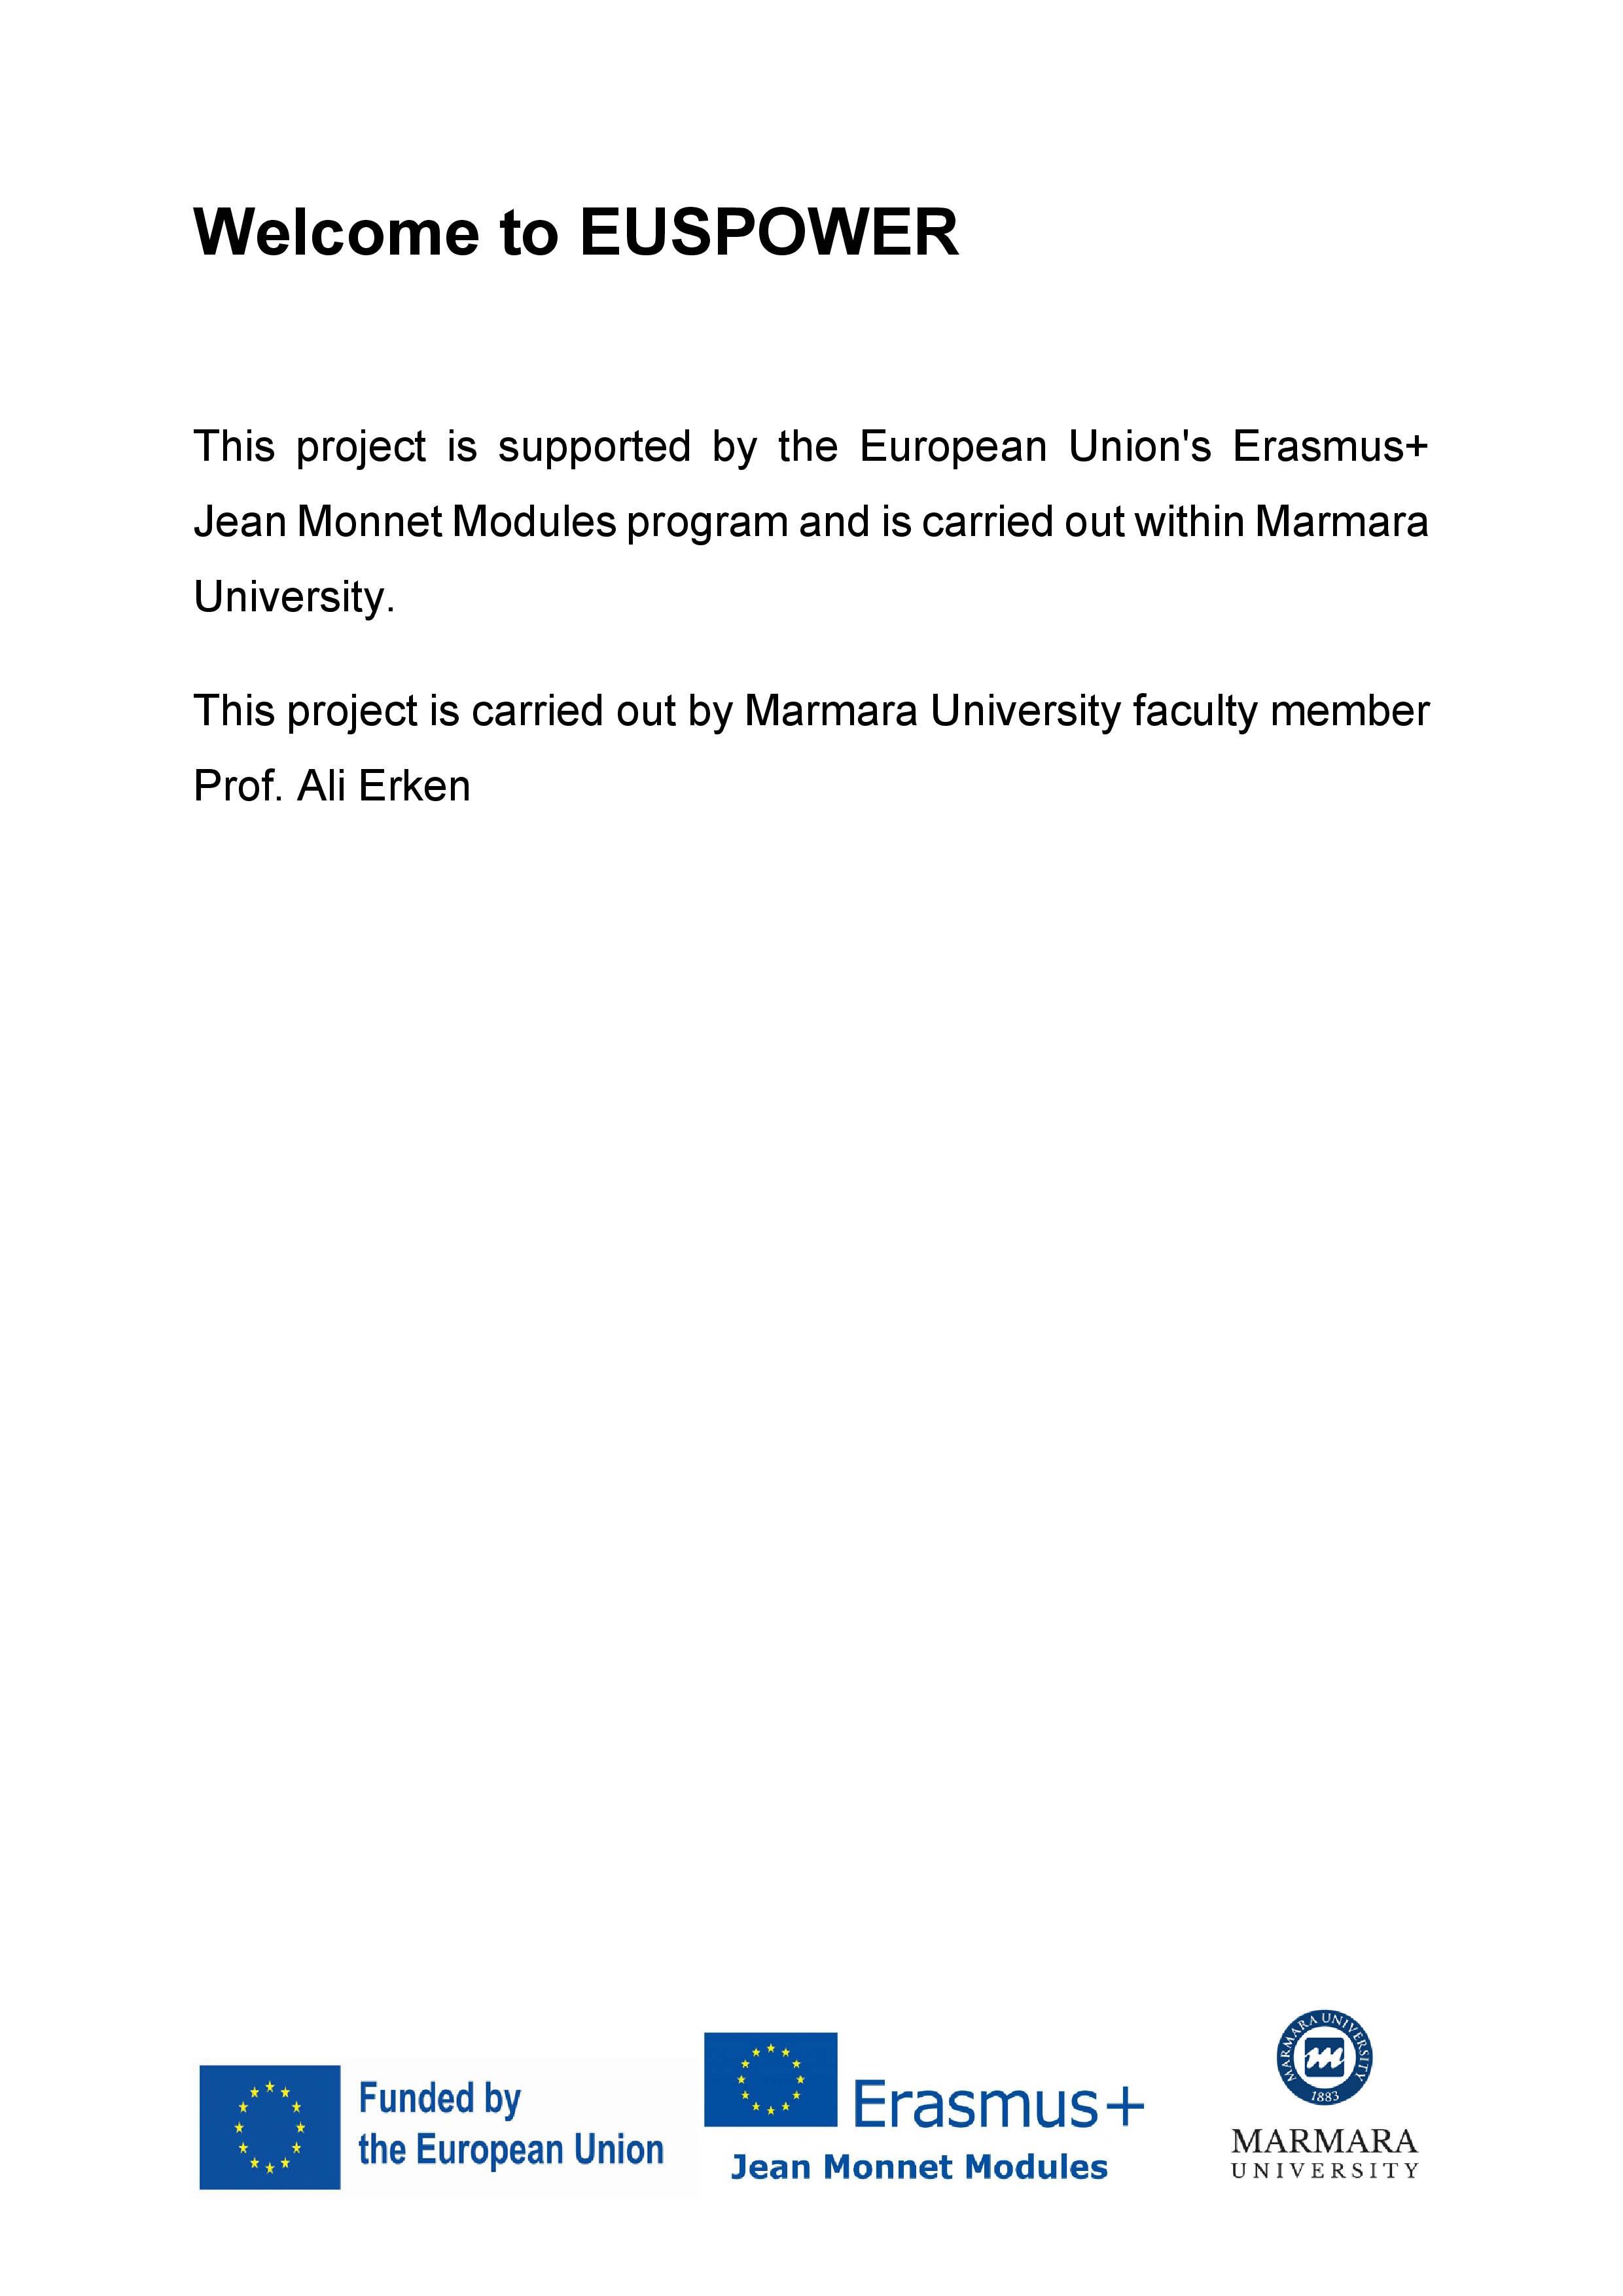 Welcome to EUSPOWER
This project is supported by the European Union's Erasmus+
Jean Monnet Modules program and is carried out within Marmara
University.
This project is carried out by Marmara University faculty member
Prof. Ali Erken
Funded by
the European Union
Erasmus+
Jean Monnet Modules
MARMARA UNIVERSITY
m
1883
MARMARA
UNIVERSITY